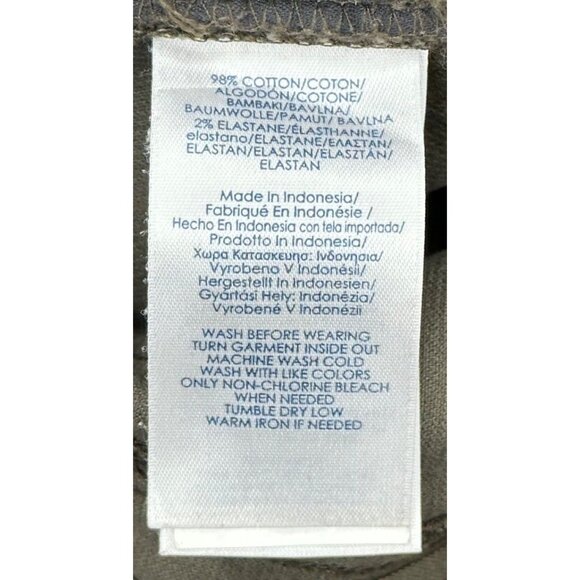 98% COTTON/COTON/
ALGODÓN/COTONE/
BAMBAKI/BAVLNA/
BAUMWOLLE/PAMUT/ BAVLNA
2% ELASTANE/ÉLASTHANNE/
elastano/ELASTANE/ΕΛΑΣΤΑΝ/
ELASTAN/ELASTAN/ELASZTÁN/
ELASTAN
Made In Indonesia/
Fabriqué En Indonésie /
Hecho En Indonesia con tela importada/
Prodotto In Indonesia/
Χωρα Κατασκευησ: Ινδονησια/
Vyrobeno V Indonésii/
Hergestellt In Indonesien/
Gyártási Hely: Indonézia/
Vyrobené V Indonézii
WASH BEFORE WEARING
TURN GARMENT INSIDE OUT
MACHINE WASH COLD
WASH WITH LIKE COLORS
ONLY NON-CHLORINE BLEACH
WHEN NEEDED
TUMBLE DRY LOW
WARM IRON IF NEEDED